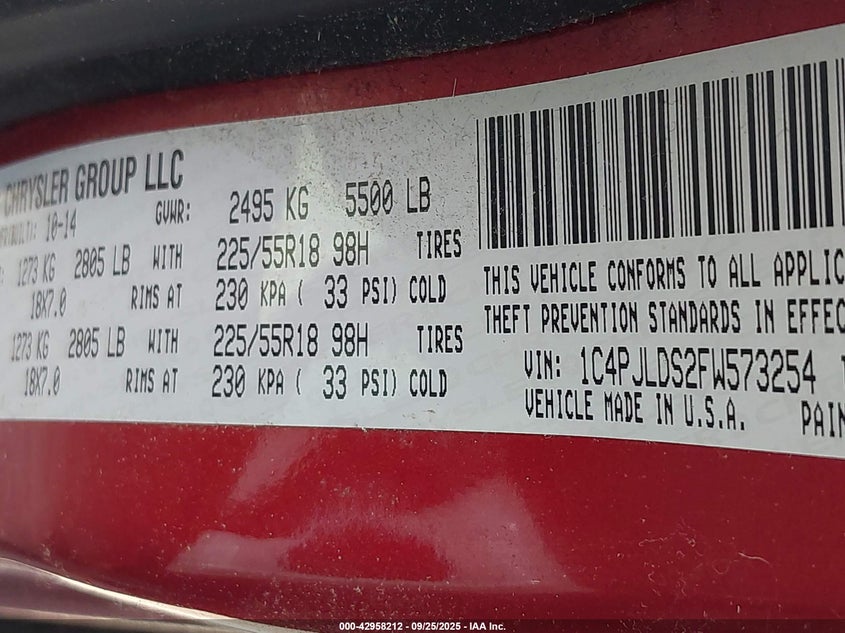 CHRYSLER GROUP LLC
10-14 GVWR: 2495 KG 5500 LB
1273 KG 2805 LB WITH 225/55R18 98H TIRES
18X7.0 RIMS AT 230 KPA ( 33 PSI) COLD
1273 KG 2805 LB WITH 225/55R18 98H TIRES
18X7.0 RIMS AT 230 KPA ( 33 PSI) COLD
THIS VEHICLE CONFORMS TO ALL APPLIC
THEFT PREVENTION STANDARDS IN EFFEC
VIN: 1C4PJLDS2FW573254
VEHICLE MADE IN U.S.A. PAIN
000-42958212 - 09/25/2025 - IAA Inc.